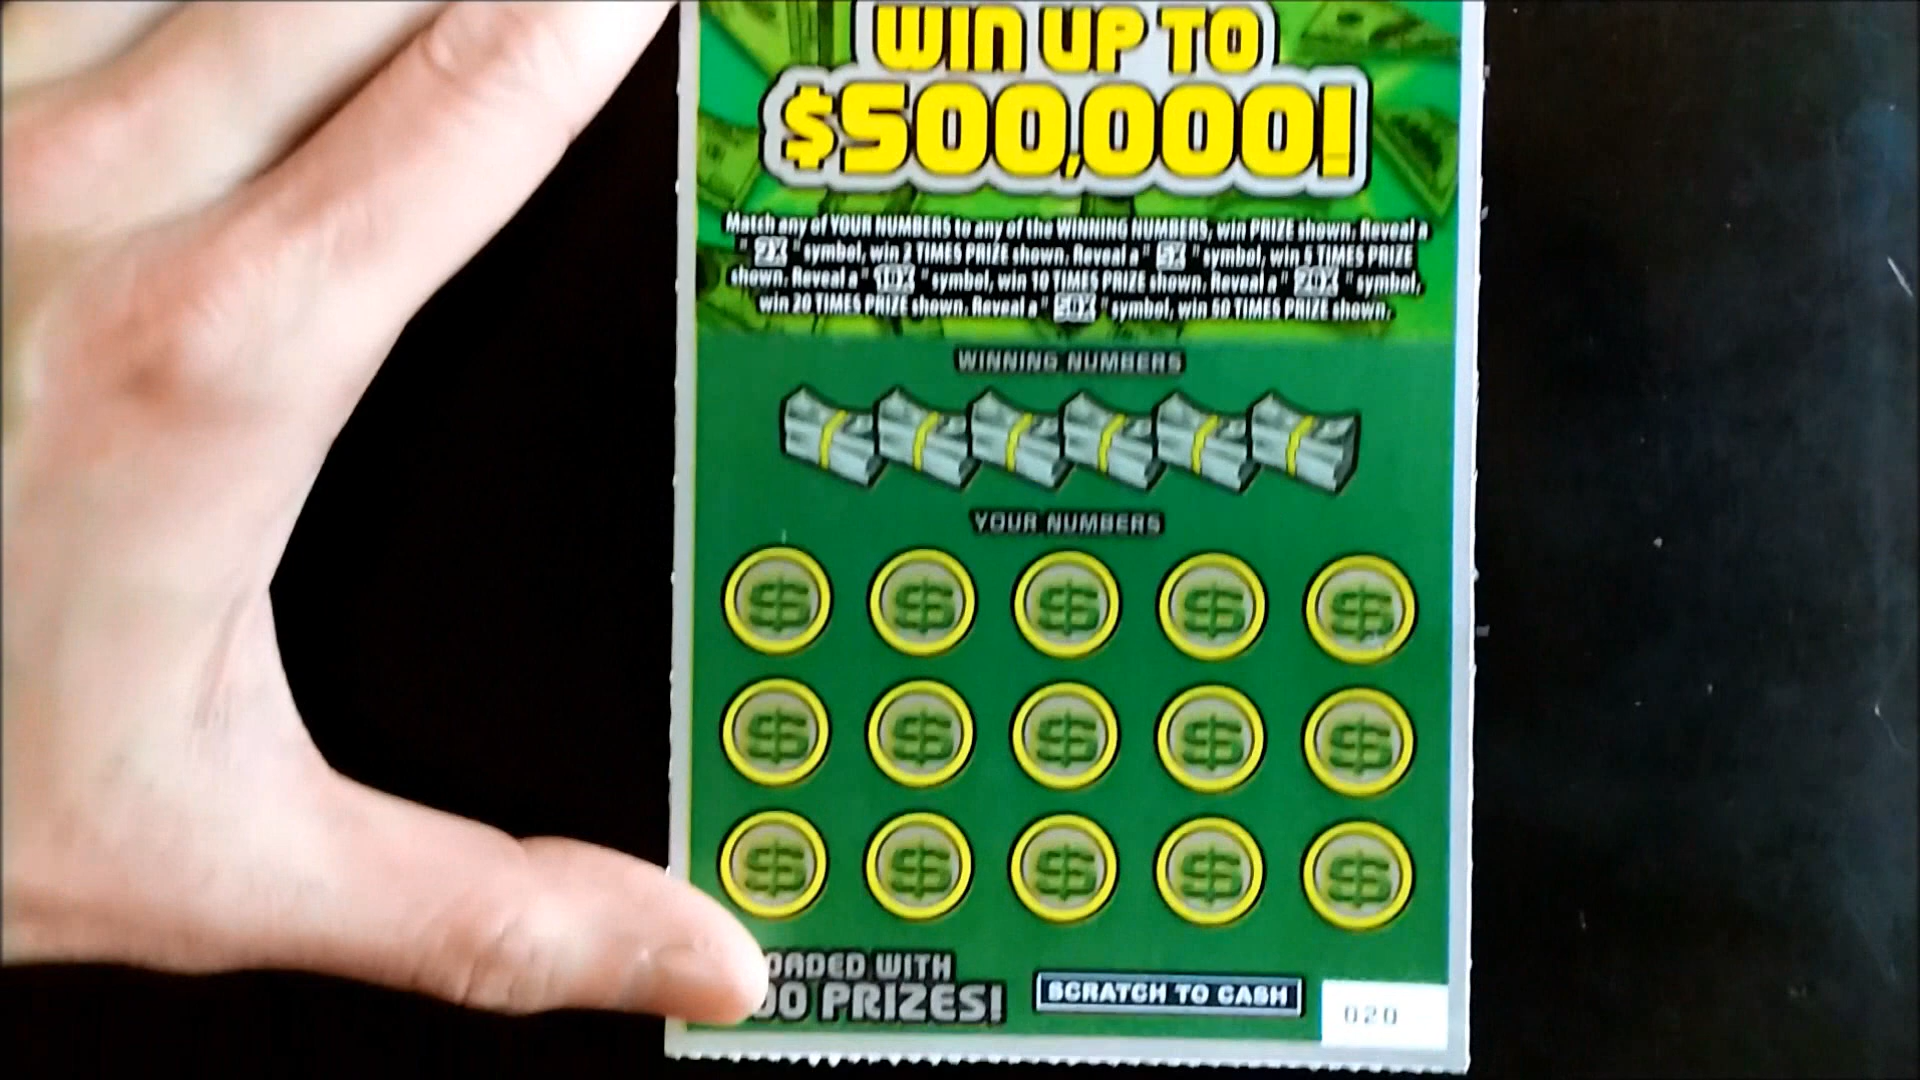 WIN UP TO
$500,000!
Match any of YOUR NUMBERS to any of the WINNING NUMBERS, win PRIZE shown. Reveal a
" 2X " symbol, win 2 TIMES PRIZE shown. Reveal a " 5X " symbol, win 5 TIMES PRIZE
shown. Reveal a " 10X " symbol, win 10 TIMES PRIZE shown. Reveal a " 20X " symbol,
win 20 TIMES PRIZE shown. Reveal a " 50X " symbol, win 50 TIMES PRIZE shown.
WINNING NUMBERS
YOUR NUMBERS
$ $ $ $ $
$ $ $ $ $
$ $ $ $ $
OADED WITH
00 PRIZES!
SCRATCH TO CASH
020